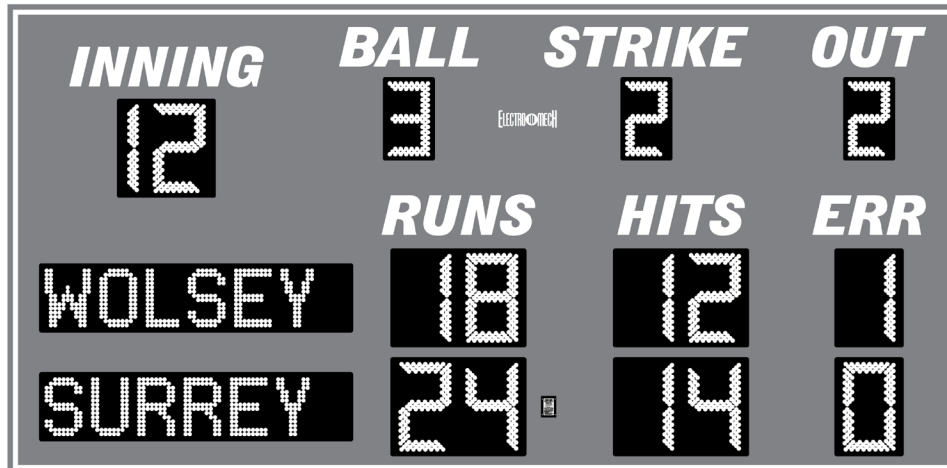 INNING BALL STRIKE OUT
12 3 ELECTRO-MECH 2 2
RUNS HITS ERR
WOLSEY 18 12 1
SURREY 24 14 0